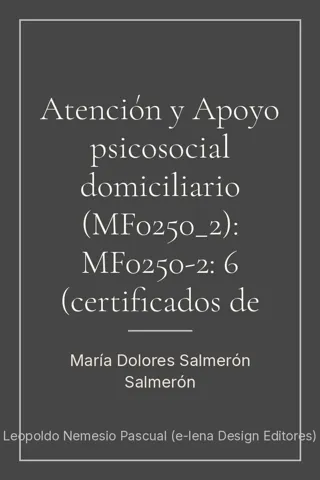 Atención y Apoyo
psicosocial
domiciliario
(MF0250_2):
MF0250-2: 6
(certificados de
María Dolores Salmerón
Salmerón
Leopoldo Nemesio Pascual (e-lena Design Editores)